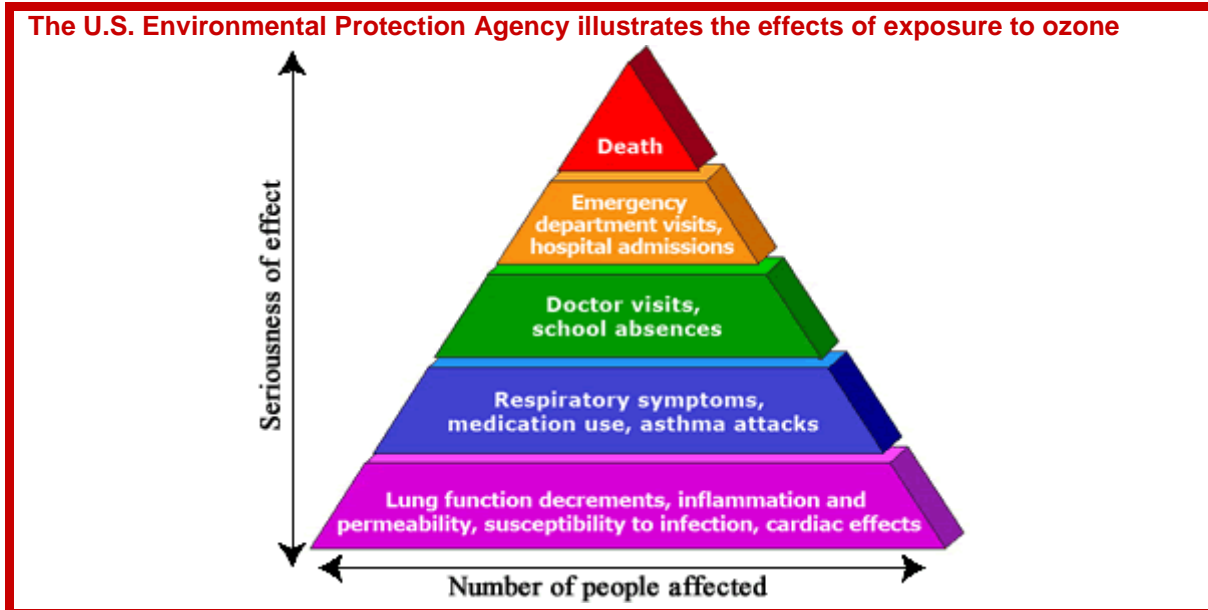 The U.S. Environmental Protection Agency illustrates the effects of exposure to ozone
Seriousness of effect
Death
Emergency
department visits,
hospital admissions
Doctor visits,
school absences
Respiratory symptoms,
medication use, asthma attacks
Lung function decrements, inflammation and
permeability, susceptibility to infection, cardiac effects
Number of people affected